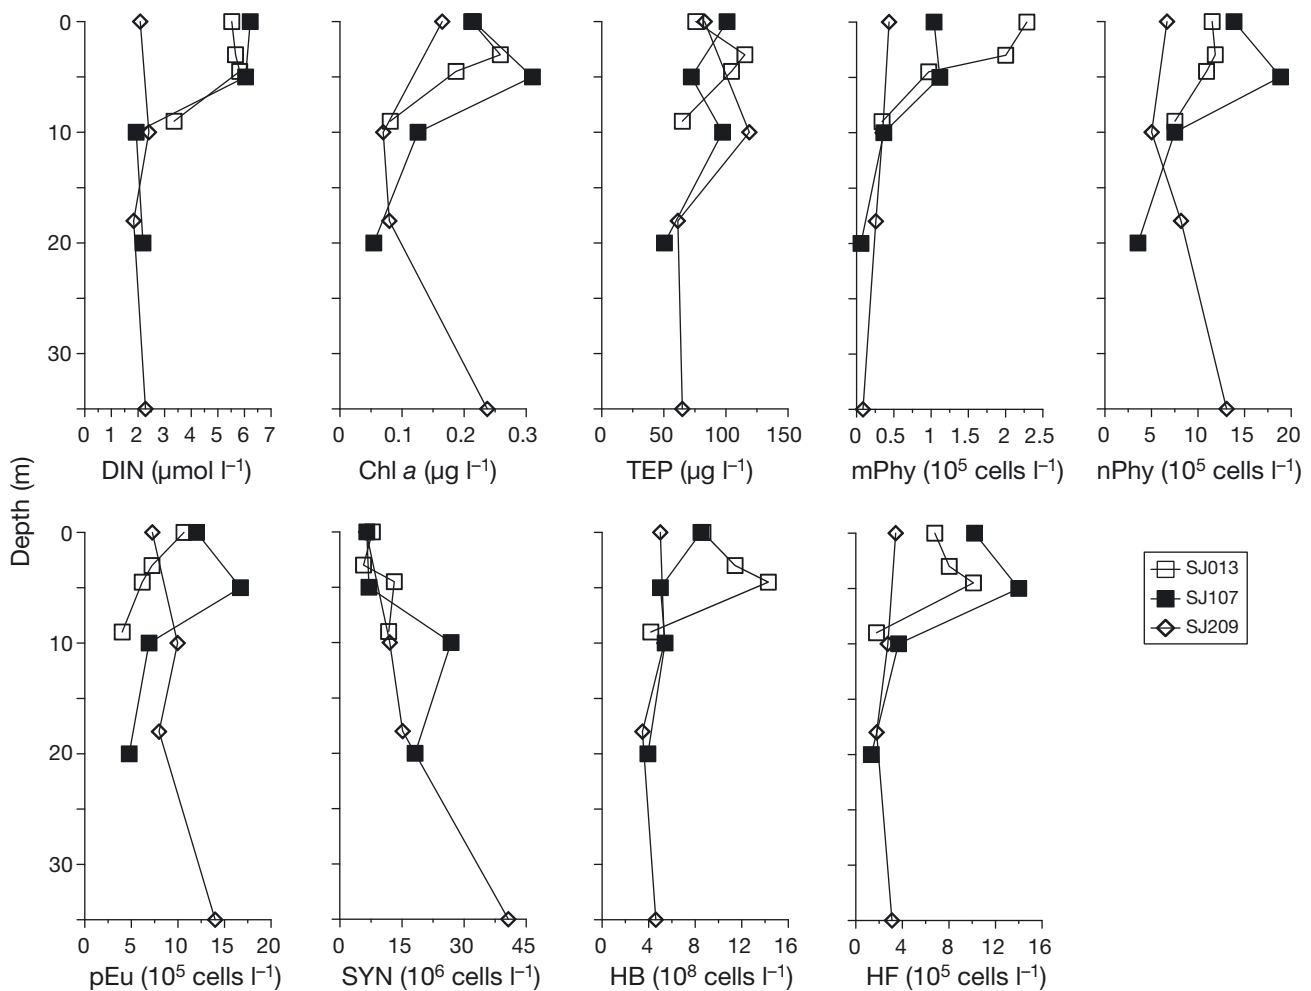 0
10
20
30
0 1 2 3 4 5 6 7
DIN (µmol l⁻¹)
0 0.1 0.2 0.3
Chl a (µg l⁻¹)
0 50 100 150
TEP (µg l⁻¹)
0 0.5 1 1.5 2 2.5
mPhy (10⁵ cells l⁻¹)
0 5 10 15 20
nPhy (10⁵ cells l⁻¹)
Depth (m)
0
10
20
30
0 5 10 15 20
pEu (10⁵ cells l⁻¹)
0 15 30 45
SYN (10⁶ cells l⁻¹)
0 4 8 12 16
HB (10⁸ cells l⁻¹)
0 4 8 12 16
HF (10⁵ cells l⁻¹)
SJ013
SJ107
SJ209